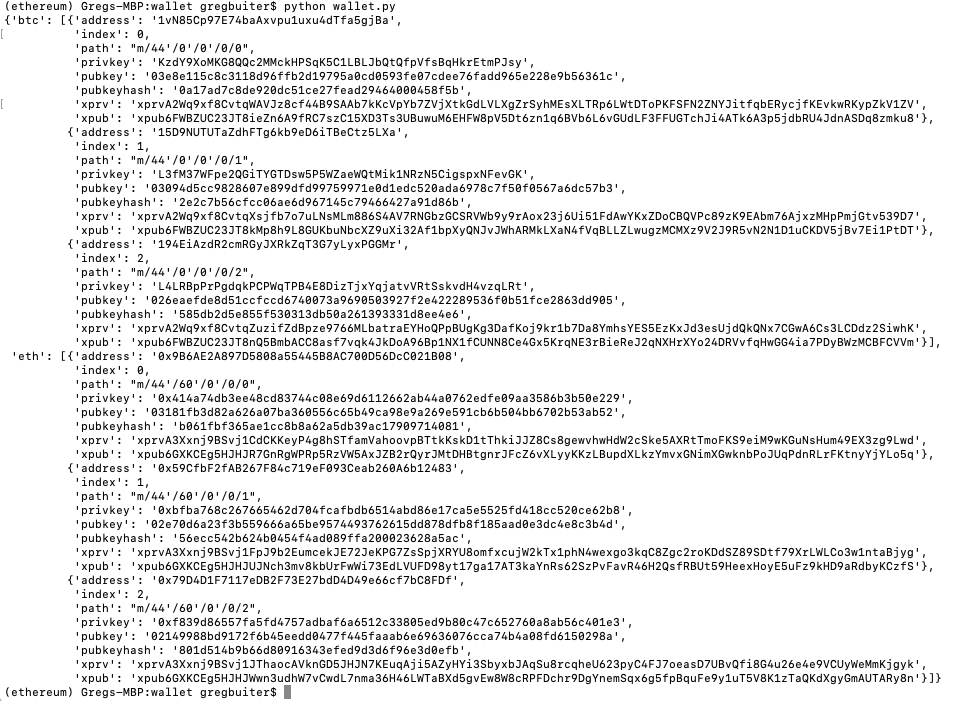 (ethereum) Gregs-MBP:wallet gregbuiter$ python wallet.py
{'btc': [{'address': '1vN85Cp97E74baAxvpu1uxu4dTfa5gjBa',
'index': 0,
'path': "m/44'/0'/0'/0/0",
'privkey': 'KzdY9XoMKG8QQc2MMckHPSqK5C1LBLJbQtQfpVfsBqHkrEtmPJsy',
'pubkey': '03e8e115c8c3118d96ffb2d19795a0cd0593fe07cdee76fadd965e228e9b56361c',
'pubkeyhash': '0a17ad7c8de920dc51ce27fead29464000458f5b',
'xprv': 'xprvA2Wq9xf8CvtqWAVJz8cf44B9SAAb7kKcVpYb7ZVjXtkGdLVLXgZrSyhMEsXLTRp6LWtDToPKFSFN2ZNYJitfqbERycjfKEvkwRKypZkV1ZV',
'xpub': 'xpub6FWBZUC23JT8ieZn6A9fRC7szC15XD3Ts3UBuwuM6EHFW8pV5Dt6zn1q6BVb6L6vGUdLF3FFUGTchJi4ATk6A3p5jdbRU4JdnASDq8zmku8'},
{'address': '15D9NUTUTaZdhFTg6kb9eD6iTBeCtz5LXa',
'index': 1,
'path': "m/44'/0'/0'/0/1",
'privkey': 'L3fM37WFpe2QGiTYGTDsw5P5WZaeWQtMik1NRzN5CigspxNFevGK',
'pubkey': '03094d5cc9828607e899dfd99759971e0d1edc520ada6978c7f50f0567a6dc57b3',
'pubkeyhash': '2e2c7b56cfcc06ae6d967145c79466427a91d86b',
'xprv': 'xprvA2Wq9xf8CvtqXsjfb7o7uLNsMLm886S4AV7RNGbzGCSRVWb9y9rAox23j6Ui51FdAwYKxZDoCBQVPc89zK9EAbm76AjxzMHpPmjGtv539D7',
'xpub': 'xpub6FWBZUC23JT8kMp8h9L8GUKbuNbcXZ9uXi32Af1bpXyQNJvJWhARMkLXaN4fVqBLLZLwugzMCMXz9V2J9R5vN2N1D1uCKDV5jBv7Ei1PtDT'},
{'address': '194EiAzdR2cmRGyJXRkZqT3G7yLyxPGGMr',
'index': 2,
'path': "m/44'/0'/0'/0/2",
'privkey': 'L4LRBpPrPgdqkPCPWqTPB4E8DizTjxYqjatvVRtSskvdH4vzqLRt',
'pubkey': '026eaefde8d51ccfccd6740073a9690503927f2e422289536f0b51fce2863dd905',
'pubkeyhash': '585db2d5e855f530313db50a261393331d8ee4e6',
'xprv': 'xprvA2Wq9xf8CvtqZuzifZdBpze9766MLbatraEYHoQPpBUgKg3DafKoj9kr1b7Da8YmhsYES5EzKxJd3esUjdQkQNx7CGwA6Cs3LCDdz2SiwhK',
'xpub': 'xpub6FWBZUC23JT8nQ5BmbACC8asf7vqk4JkDoA96Bp1NX1fCUNN8Ce4Gx5KrqNE3rBieReJ2qNXHrXYo24DRVvfqHwGG4ia7PDyBWzMCBFCVVm'}],
'eth': [{'address': '0x9B6AE2A897D5808a55445B8AC700D56DcC021B08',
'index': 0,
'path': "m/44'/60'/0'/0/0",
'privkey': '0x414a74db3ee48cd83744c08e69d6112662ab44a0762edfe09aa3586b3b50e229',
'pubkey': '03181fb3d82a626a07ba360556c65b49ca98e9a269e591cb6b504bb6702b53ab52',
'pubkeyhash': 'b061fbf365ae1cc8b8a62a5db39ac17909714081',
'xprv': 'xprvA3Xxnj9BSvj1CdCKKeyP4g8hSTfamVahoovpBTtkKskD1tThkiJJZ8Cs8gewvhwHdW2cSke5AXRtTmoFKS9eiM9wKGuNsHum49EX3zg9Lwd',
'xpub': 'xpub6GXKCEg5HJHJR7GnRgWPRp5RzVW5AxJZB2rQyrJMtDHBtgnrJFcZ6vXLyyKKzLBupdXLkzYmvxGNimXGwknbPoJUqPdnRLrFKtnyYjYLo5q'},
{'address': '0x59CfbF2fAB267F84c719eF093Ceab260A6b12483',
'index': 1,
'path': "m/44'/60'/0'/0/1",
'privkey': '0xbfba768c267665462d704fcafbdb6514abd86e17ca5e5525fd418cc520ce62b8',
'pubkey': '02e70d6a23f3b559666a65be9574493762615dd878dfb8f185aad0e3dc4e8c3b4d',
'pubkeyhash': '56ecc542b624b0454f4ad089ffa200023628a5ac',
'xprv': 'xprvA3Xxnj9BSvj1FpJ9b2EumcekJE72JeKPG7ZsSpjXRYU8omfxcujW2kTx1phN4wexgo3kqC8Zgc2roKDdSZ89SDtf79XrLWLCo3w1ntaBjyg',
'xpub': 'xpub6GXKCEg5HJHJUJNch3mv8kbUrFwWi73EdLVUFD98yt17ga17AT3kaYnRs62SzPvFavR46H2QsfRBUt59HeexHoyE5uFz9kHD9aRdbyKCzfS'},
{'address': '0x79D4D1F7117eDB2F73E27bdD4D49e66cf7bC8FDf',
'index': 2,
'path': "m/44'/60'/0'/0/2",
'privkey': '0xf839d86557fa5fd4757adbaf6a6512c33805ed9b80c47c652760a8ab56c401e3',
'pubkey': '02149988bd9172f6b45eedd0477f445faaab6e69636076cca74b4a08fd6150298a',
'pubkeyhash': '801d514b9b66d80916343efed9d3d6f96e3d0efb',
'xprv': 'xprvA3Xxnj9BSvj1JThaocAVknGD5JHJN7KEuqAji5AZyHYi3SbyxbJAqSu8rcqheU623pyC4FJ7oeasD7UBvQfi8G4u26e4e9VCUyWeMmKjgyk',
'xpub': 'xpub6GXKCEg5HJHJWwn3udhW7vCwdL7nma36H46LWTaBXd5gvEw8W8cRPFDchr9DgYnemSqx6g5fpBquFe9y1uT5V8K1zTaQKdXgyGmAUTARy8n'}]}
(ethereum) Gregs-MBP:wallet gregbuiter$